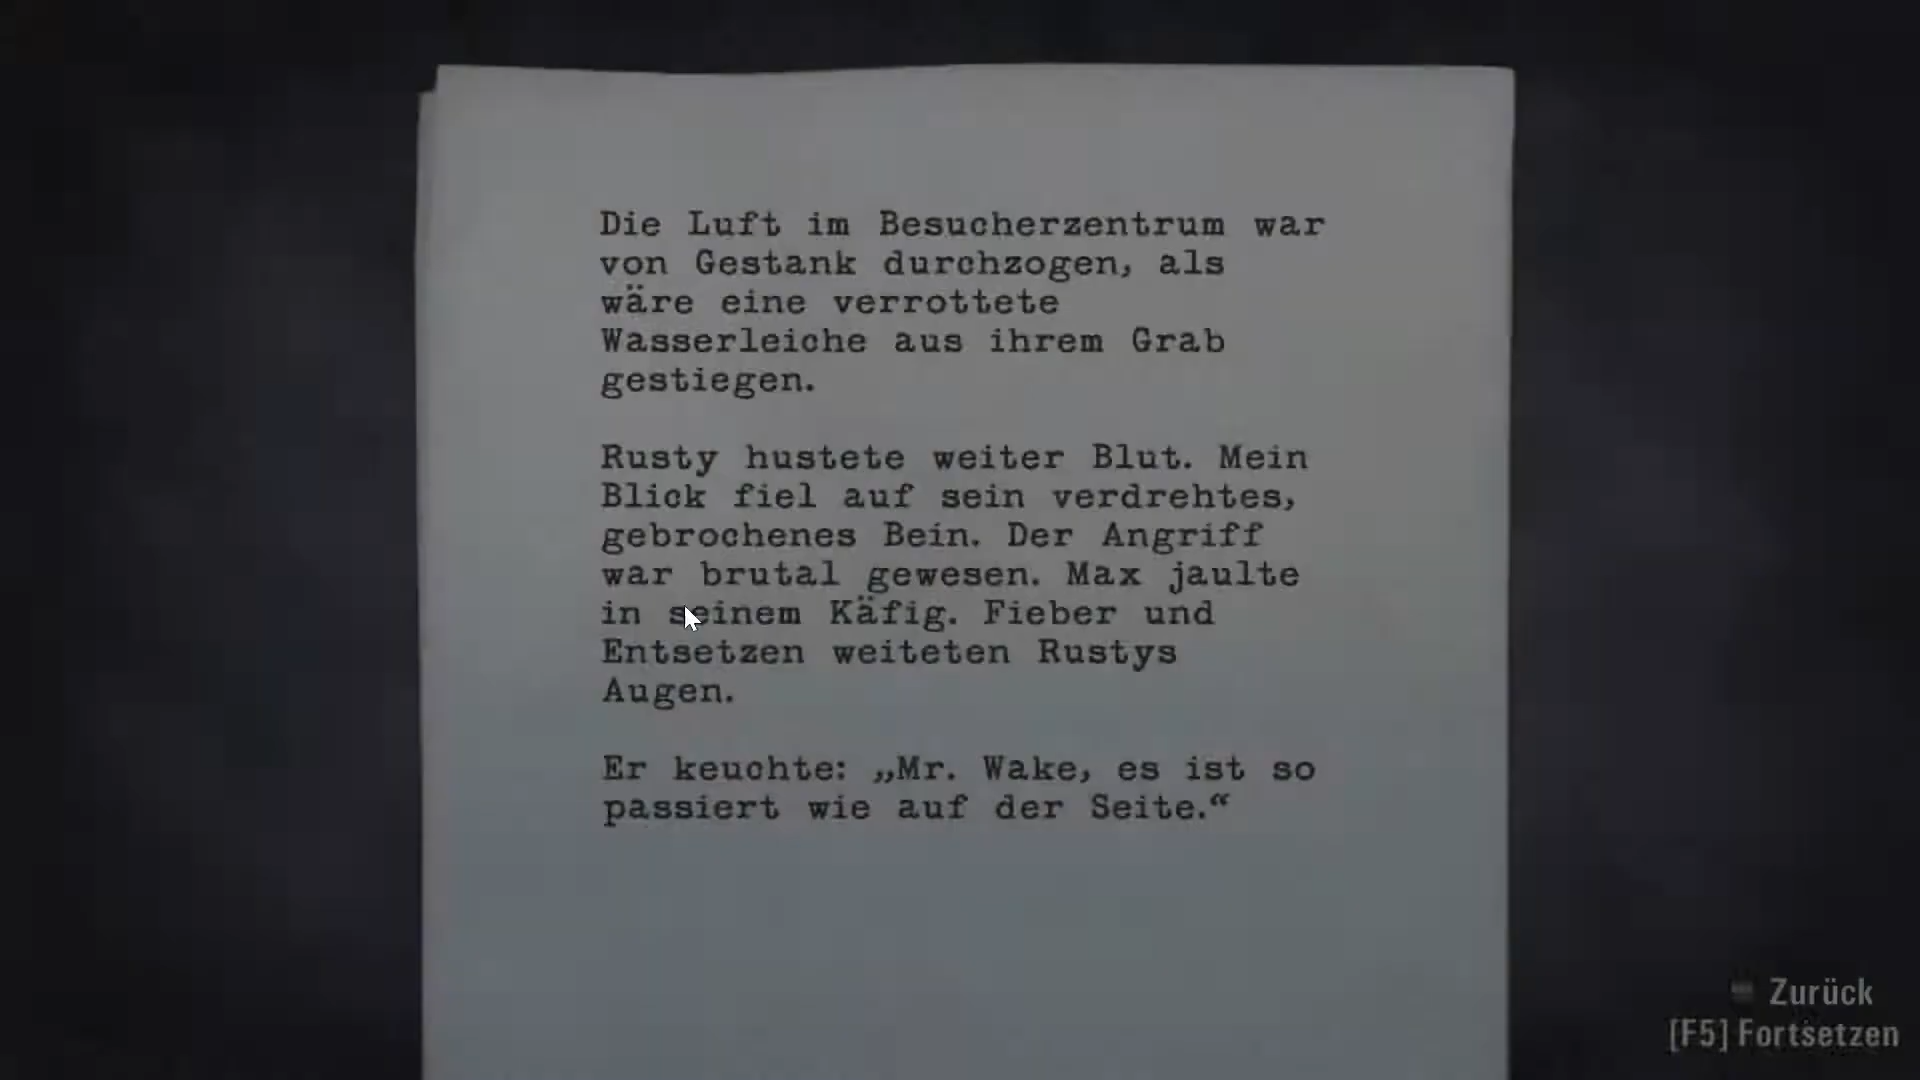 Die Luft im Besucherzentrum war
von Gestank durchzogen, als
wäre eine verrottete
Wasserleiche aus ihrem Grab
gestiegen.
Rusty hustete weiter Blut. Mein
Blick fiel auf sein verdrehtes,
gebrochenes Bein. Der Angriff
war brutal gewesen. Max jaulte
in seinem Käfig. Fieber und
Entsetzen weiteten Rustys
Augen.
Er keuchte: „Mr. Wake, es ist so
passiert wie auf der Seite.“
Zurück
[F5] Fortsetzen